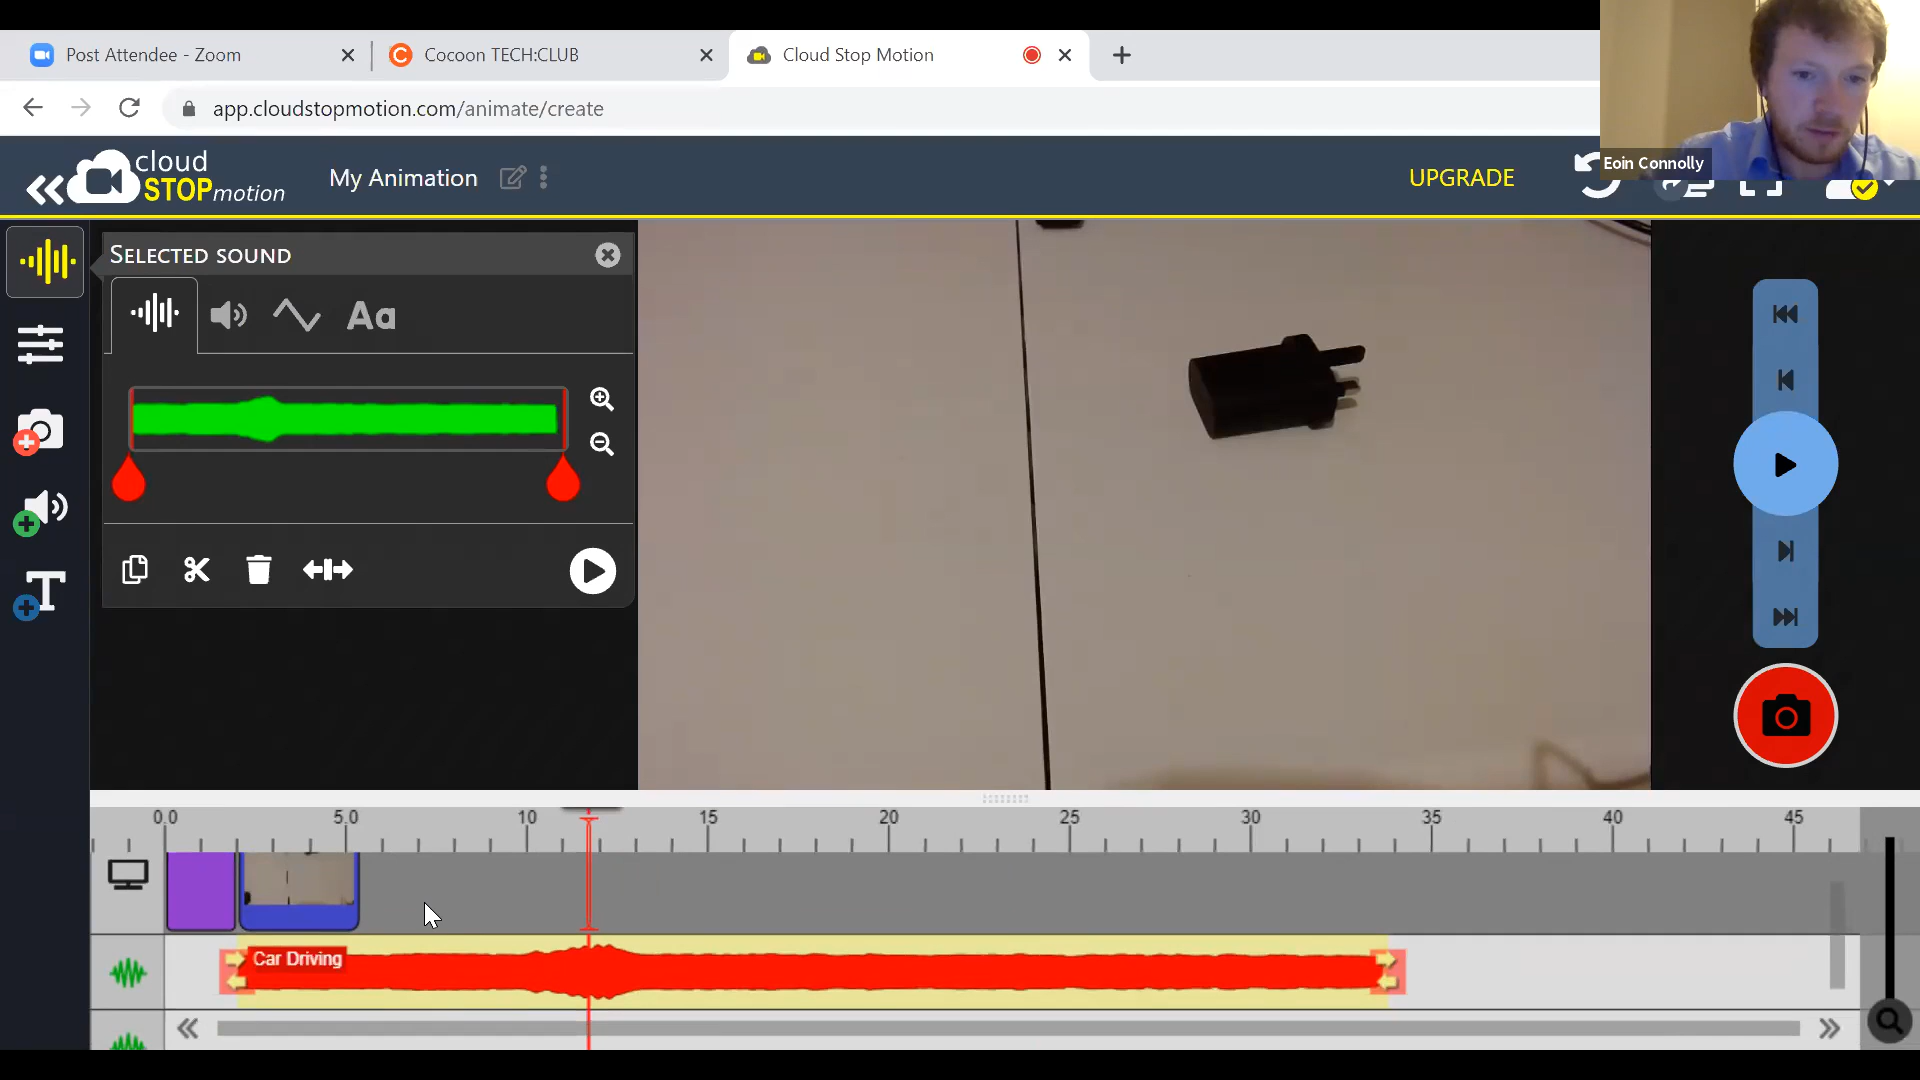 Post Attendee - Zoom
Cocoon TECH:CLUB
Cloud Stop Motion
app.cloudstopmotion.com/animate/create
cloud
STOPmotion
My Animation
UPGRADE
Eoin Connolly
SELECTED SOUND
Aa
T
0.0 5.0 10 15 20 25 30 35 40 45
Car Driving